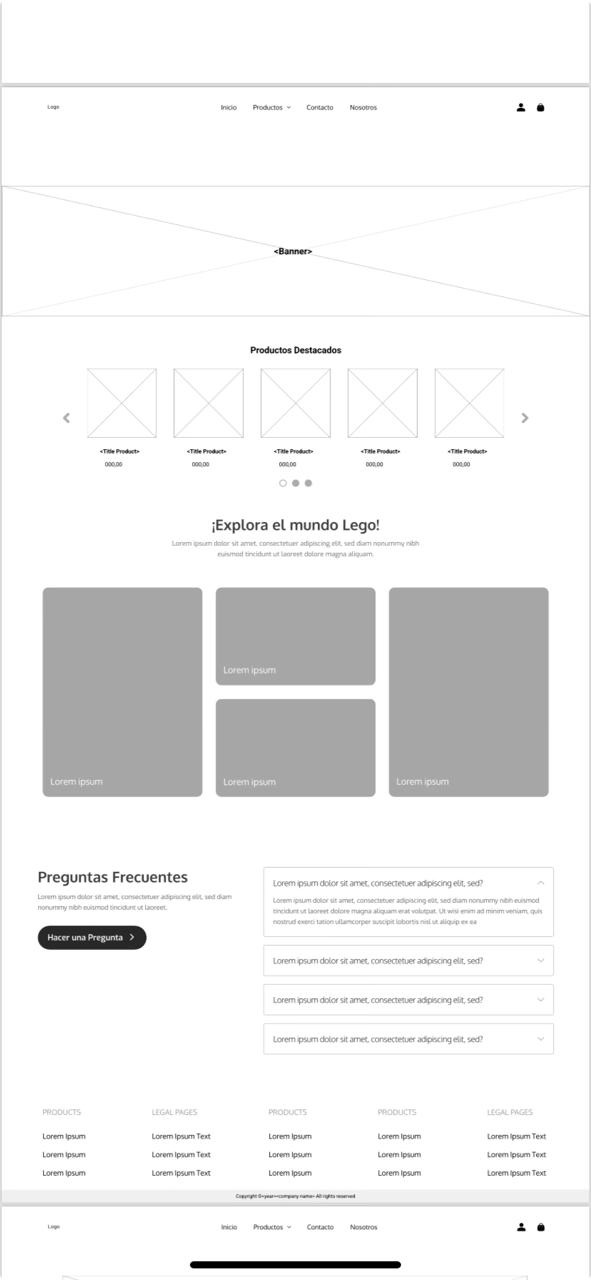 Logo
Inicio Productos Contacto Nosotros
<Banner>
Productos Destacados
<Title Product> <Title Product> <Title Product> <Title Product> <Title Product>
000,00 000,00 000,00 000,00 000,00
¡Explora el mundo Lego!
Lorem ipsum dolor sit amet, consectetuer adipiscing elit, sed diam nonummy nibh
euismod tincidunt ut laoreet dolore magna aliquam.
Lorem ipsum
Lorem ipsum
Lorem ipsum
Lorem ipsum
Preguntas Frecuentes
Lorem ipsum dolor sit amet, consectetuer adipiscing elit, sed diam
nonummy nibh euismod tincidunt ut laoreet.
Hacer una Pregunta
Lorem ipsum dolor sit amet, consectetuer adipiscing elit, sed?
Lorem ipsum dolor sit amet, consectetuer adipiscing elit, sed diam nonummy nibh euismod
tincidunt ut laoreet dolore magna aliquam erat volutpat. Ut wisi enim ad minim veniam, quis
nostrud exerci tation ullamcorper suscipit lobortis nisl ut aliquip ex ea
Lorem ipsum dolor sit amet, consectetuer adipiscing elit, sed?
Lorem ipsum dolor sit amet, consectetuer adipiscing elit, sed?
Lorem ipsum dolor sit amet, consectetuer adipiscing elit, sed?
PRODUCTS LEGAL PAGES PRODUCTS PRODUCTS LEGAL PAGES
Lorem Ipsum Lorem Ipsum Text Lorem Ipsum Lorem Ipsum Lorem Ipsum Text
Lorem Ipsum Lorem Ipsum Text Lorem Ipsum Lorem Ipsum Lorem Ipsum Text
Lorem Ipsum Lorem Ipsum Text Lorem Ipsum Lorem Ipsum Lorem Ipsum Text
Copyright ©<year><company name> All rights reserved
Logo
Inicio Productos Contacto Nosotros